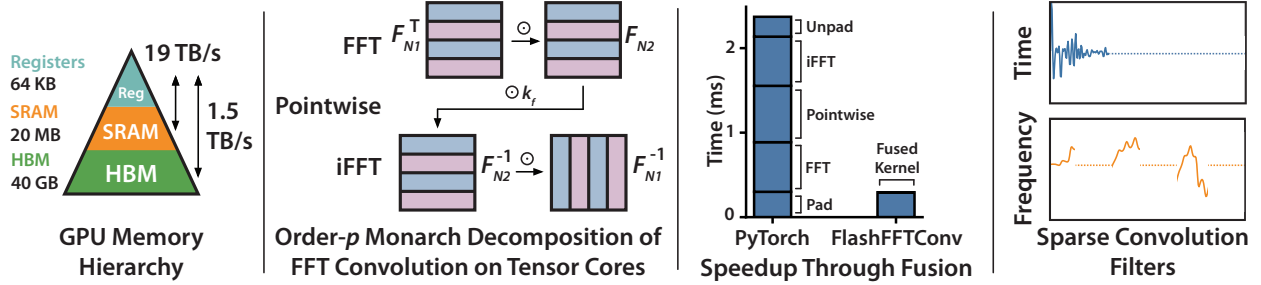 19 TB/s
Registers
64 KB
Reg
SRAM
20 MB
SRAM
1.5
TB/s
HBM
40 GB
HBM
GPU Memory
Hierarchy
FFT
F_N1^T
⊙
F_N2
Pointwise
⊙ k_f
iFFT
F_N2^-1
⊙
F_N1^-1
Order-p Monarch Decomposition of
FFT Convolution on Tensor Cores
Time (ms)
2
1
0
Unpad
iFFT
Pointwise
FFT
Pad
Fused
Kernel
PyTorch
FlashFFTConv
Speedup Through Fusion
Time
Frequency
Sparse Convolution
Filters